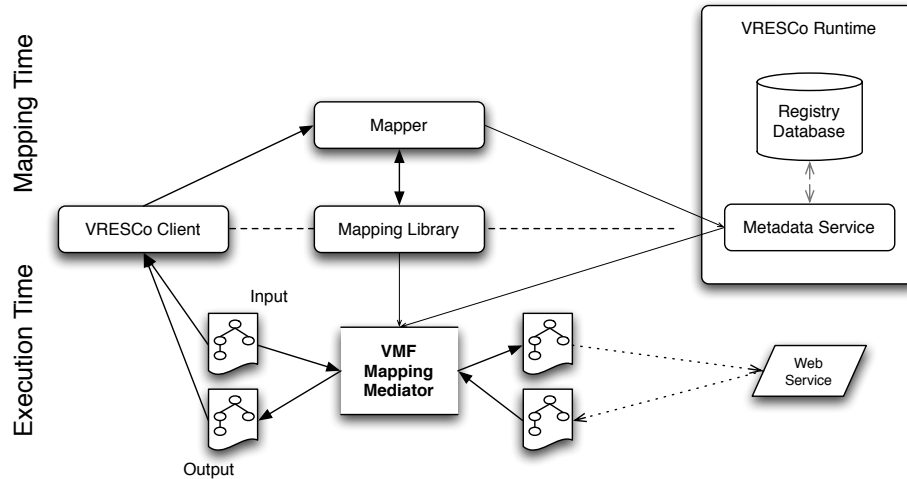 Mapping Time
VRESCo Runtime
Registry
Database
Mapper
VRESCo Client
Mapping Library
Metadada Service
Execution Time
Input
VMF
Mapping
Mediator
Web
Service
Output